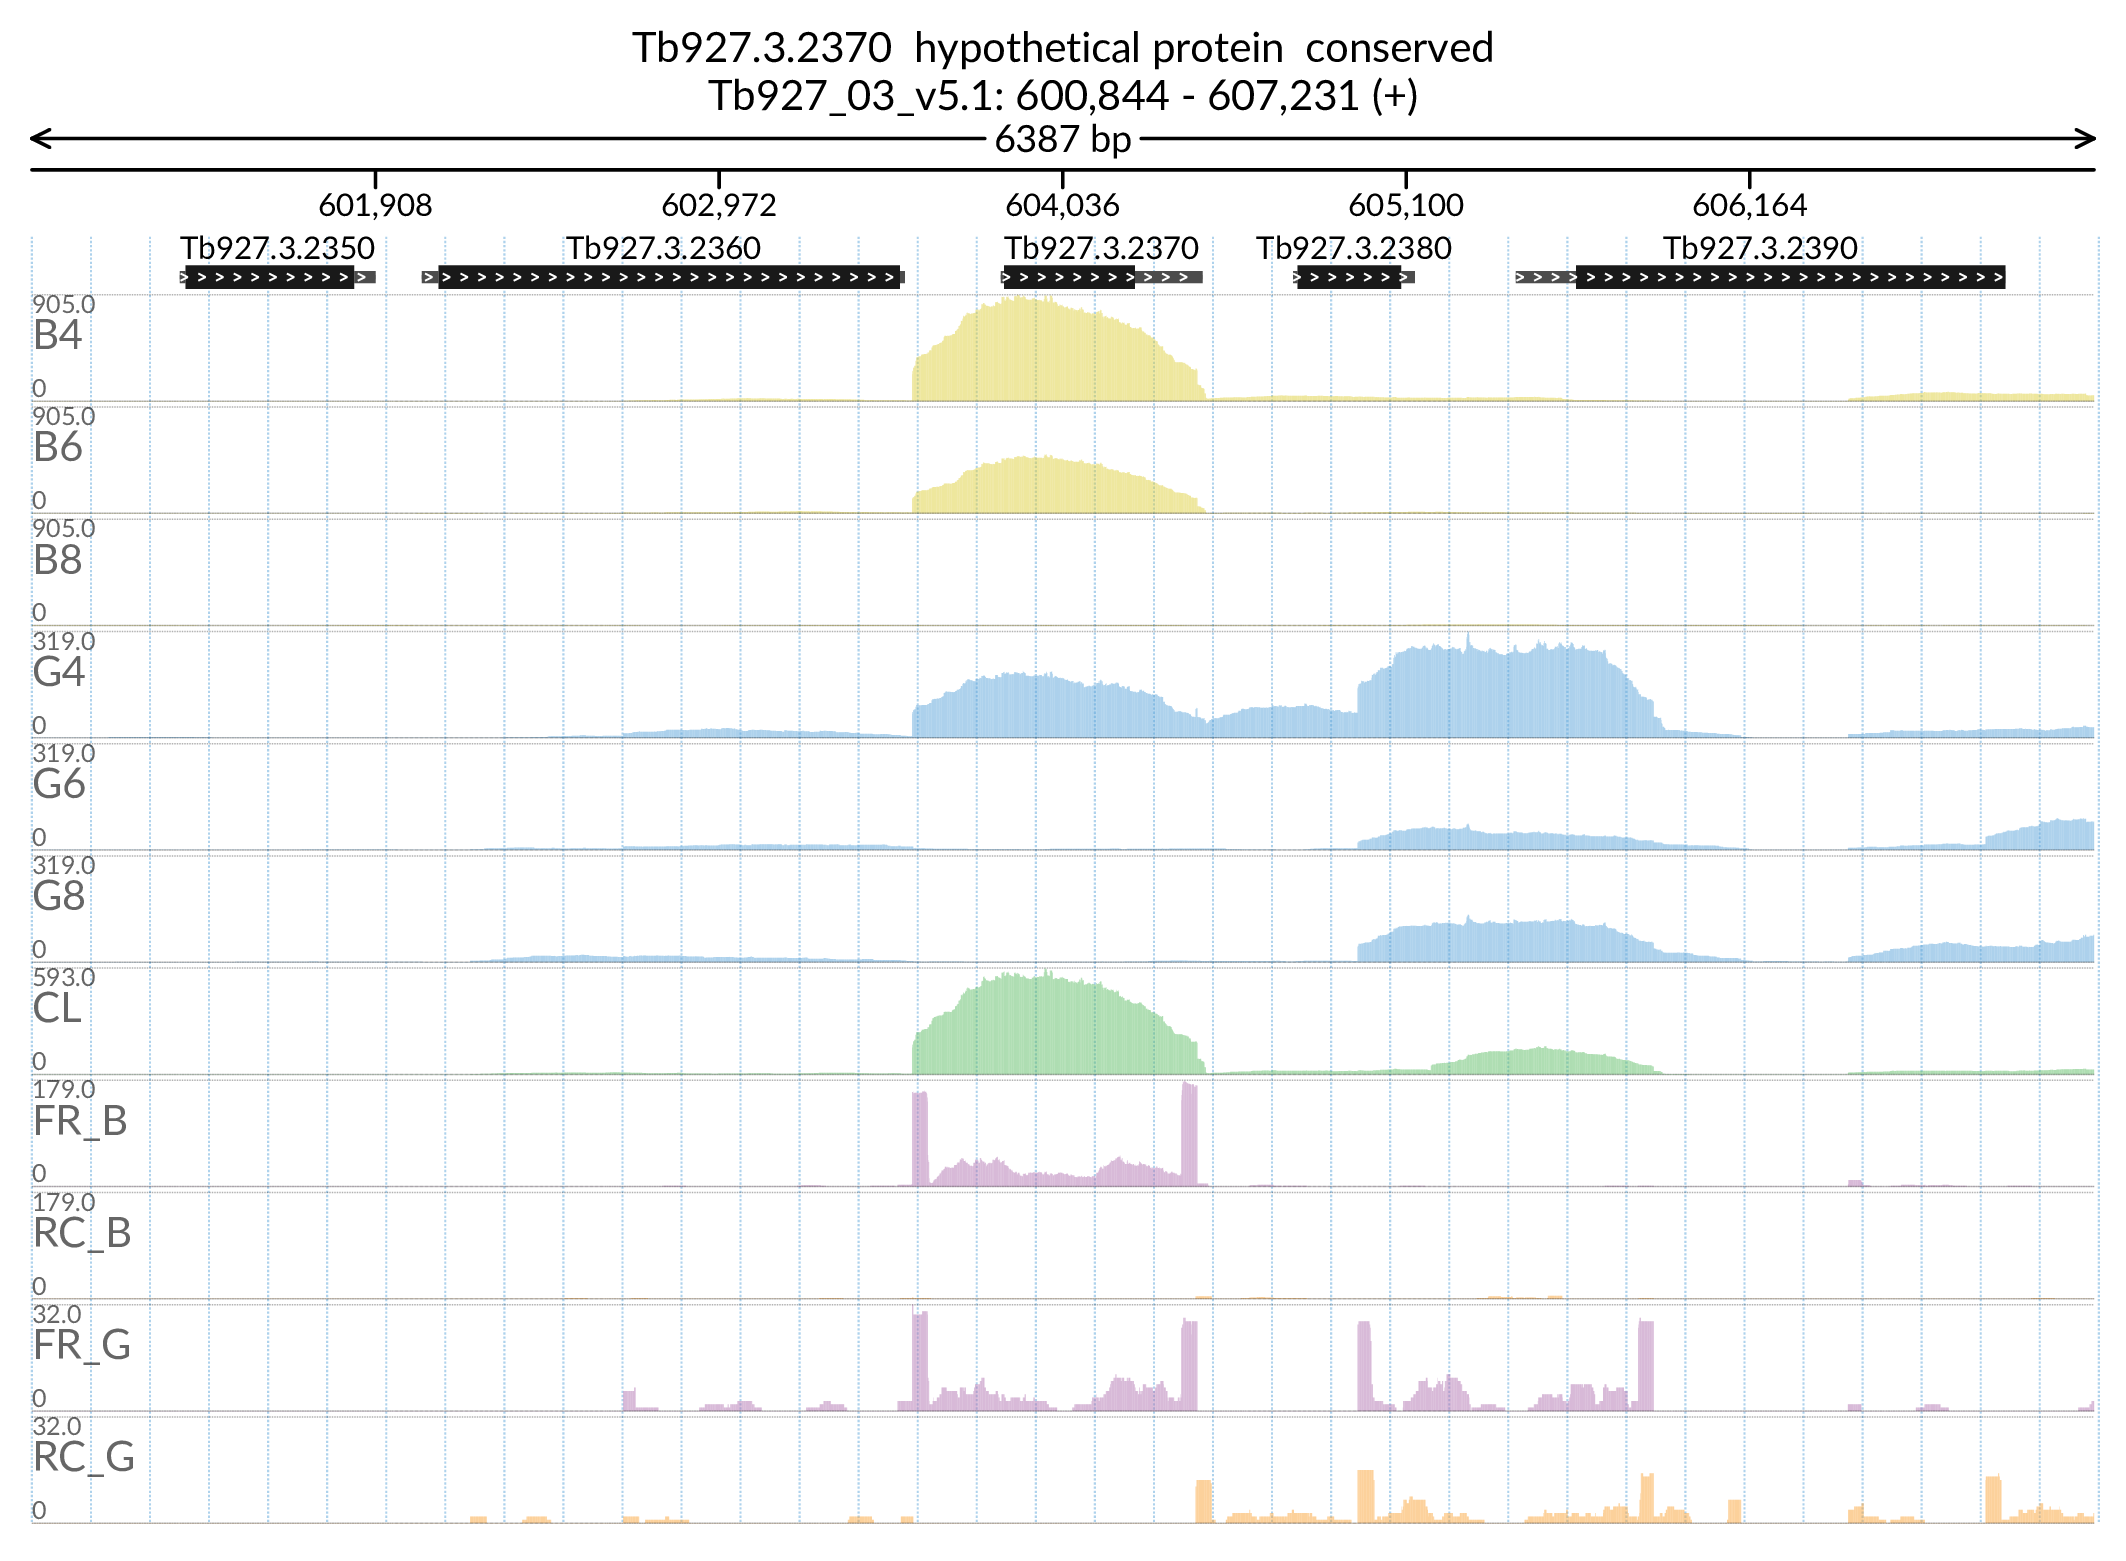 Tb927.3.2370 hypothetical protein conserved
Tb927_03_v5.1: 600,844 - 607,231 (+)
6387 bp
601,908 602,972 604,036 605,100 606,164
Tb927.3.2350 Tb927.3.2360 Tb927.3.2370 Tb927.3.2380 Tb927.3.2390
905.0
B4
0
905.0
B6
0
905.0
B8
0
319.0
G4
0
319.0
G6
0
319.0
G8
0
593.0
CL
0
179.0
FR_B
0
179.0
RC_B
0
32.0
FR_G
0
32.0
RC_G
0